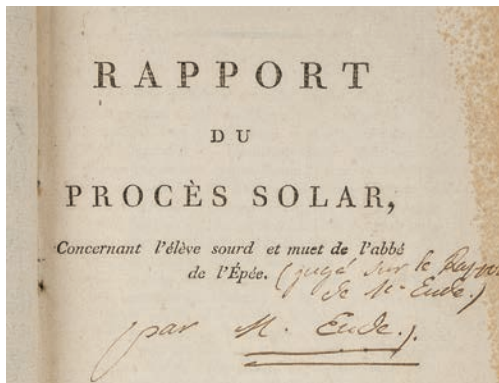 RAPPORT
DU
PROCÈS SOLAR,
Concernant l'élève sourd et muet de l'abbé
de l'Épée. (jugé sur le Rappor
de Mr Eude.)
par M. Eude.).